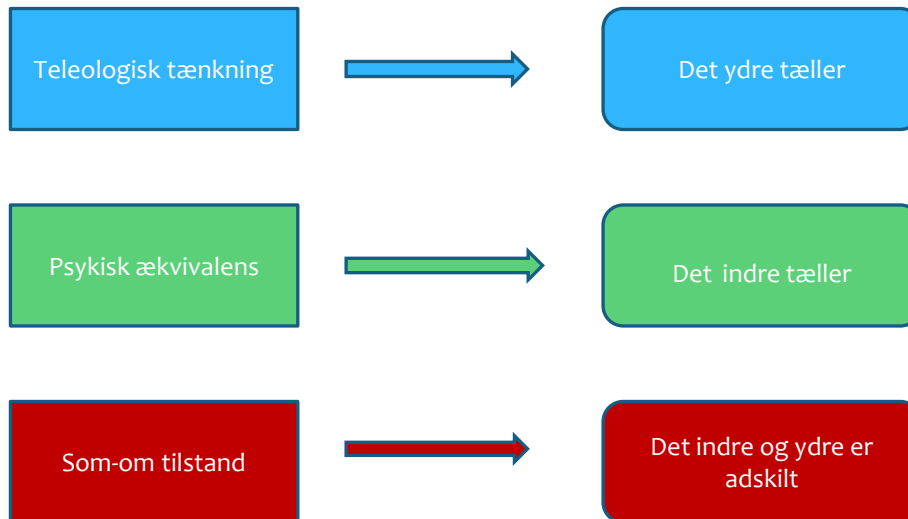 Teleologisk tænkning
Det ydre tæller
Psykisk ækvivalens
Det indre tæller
Som-om tilstand
Det indre og ydre er
adskilt